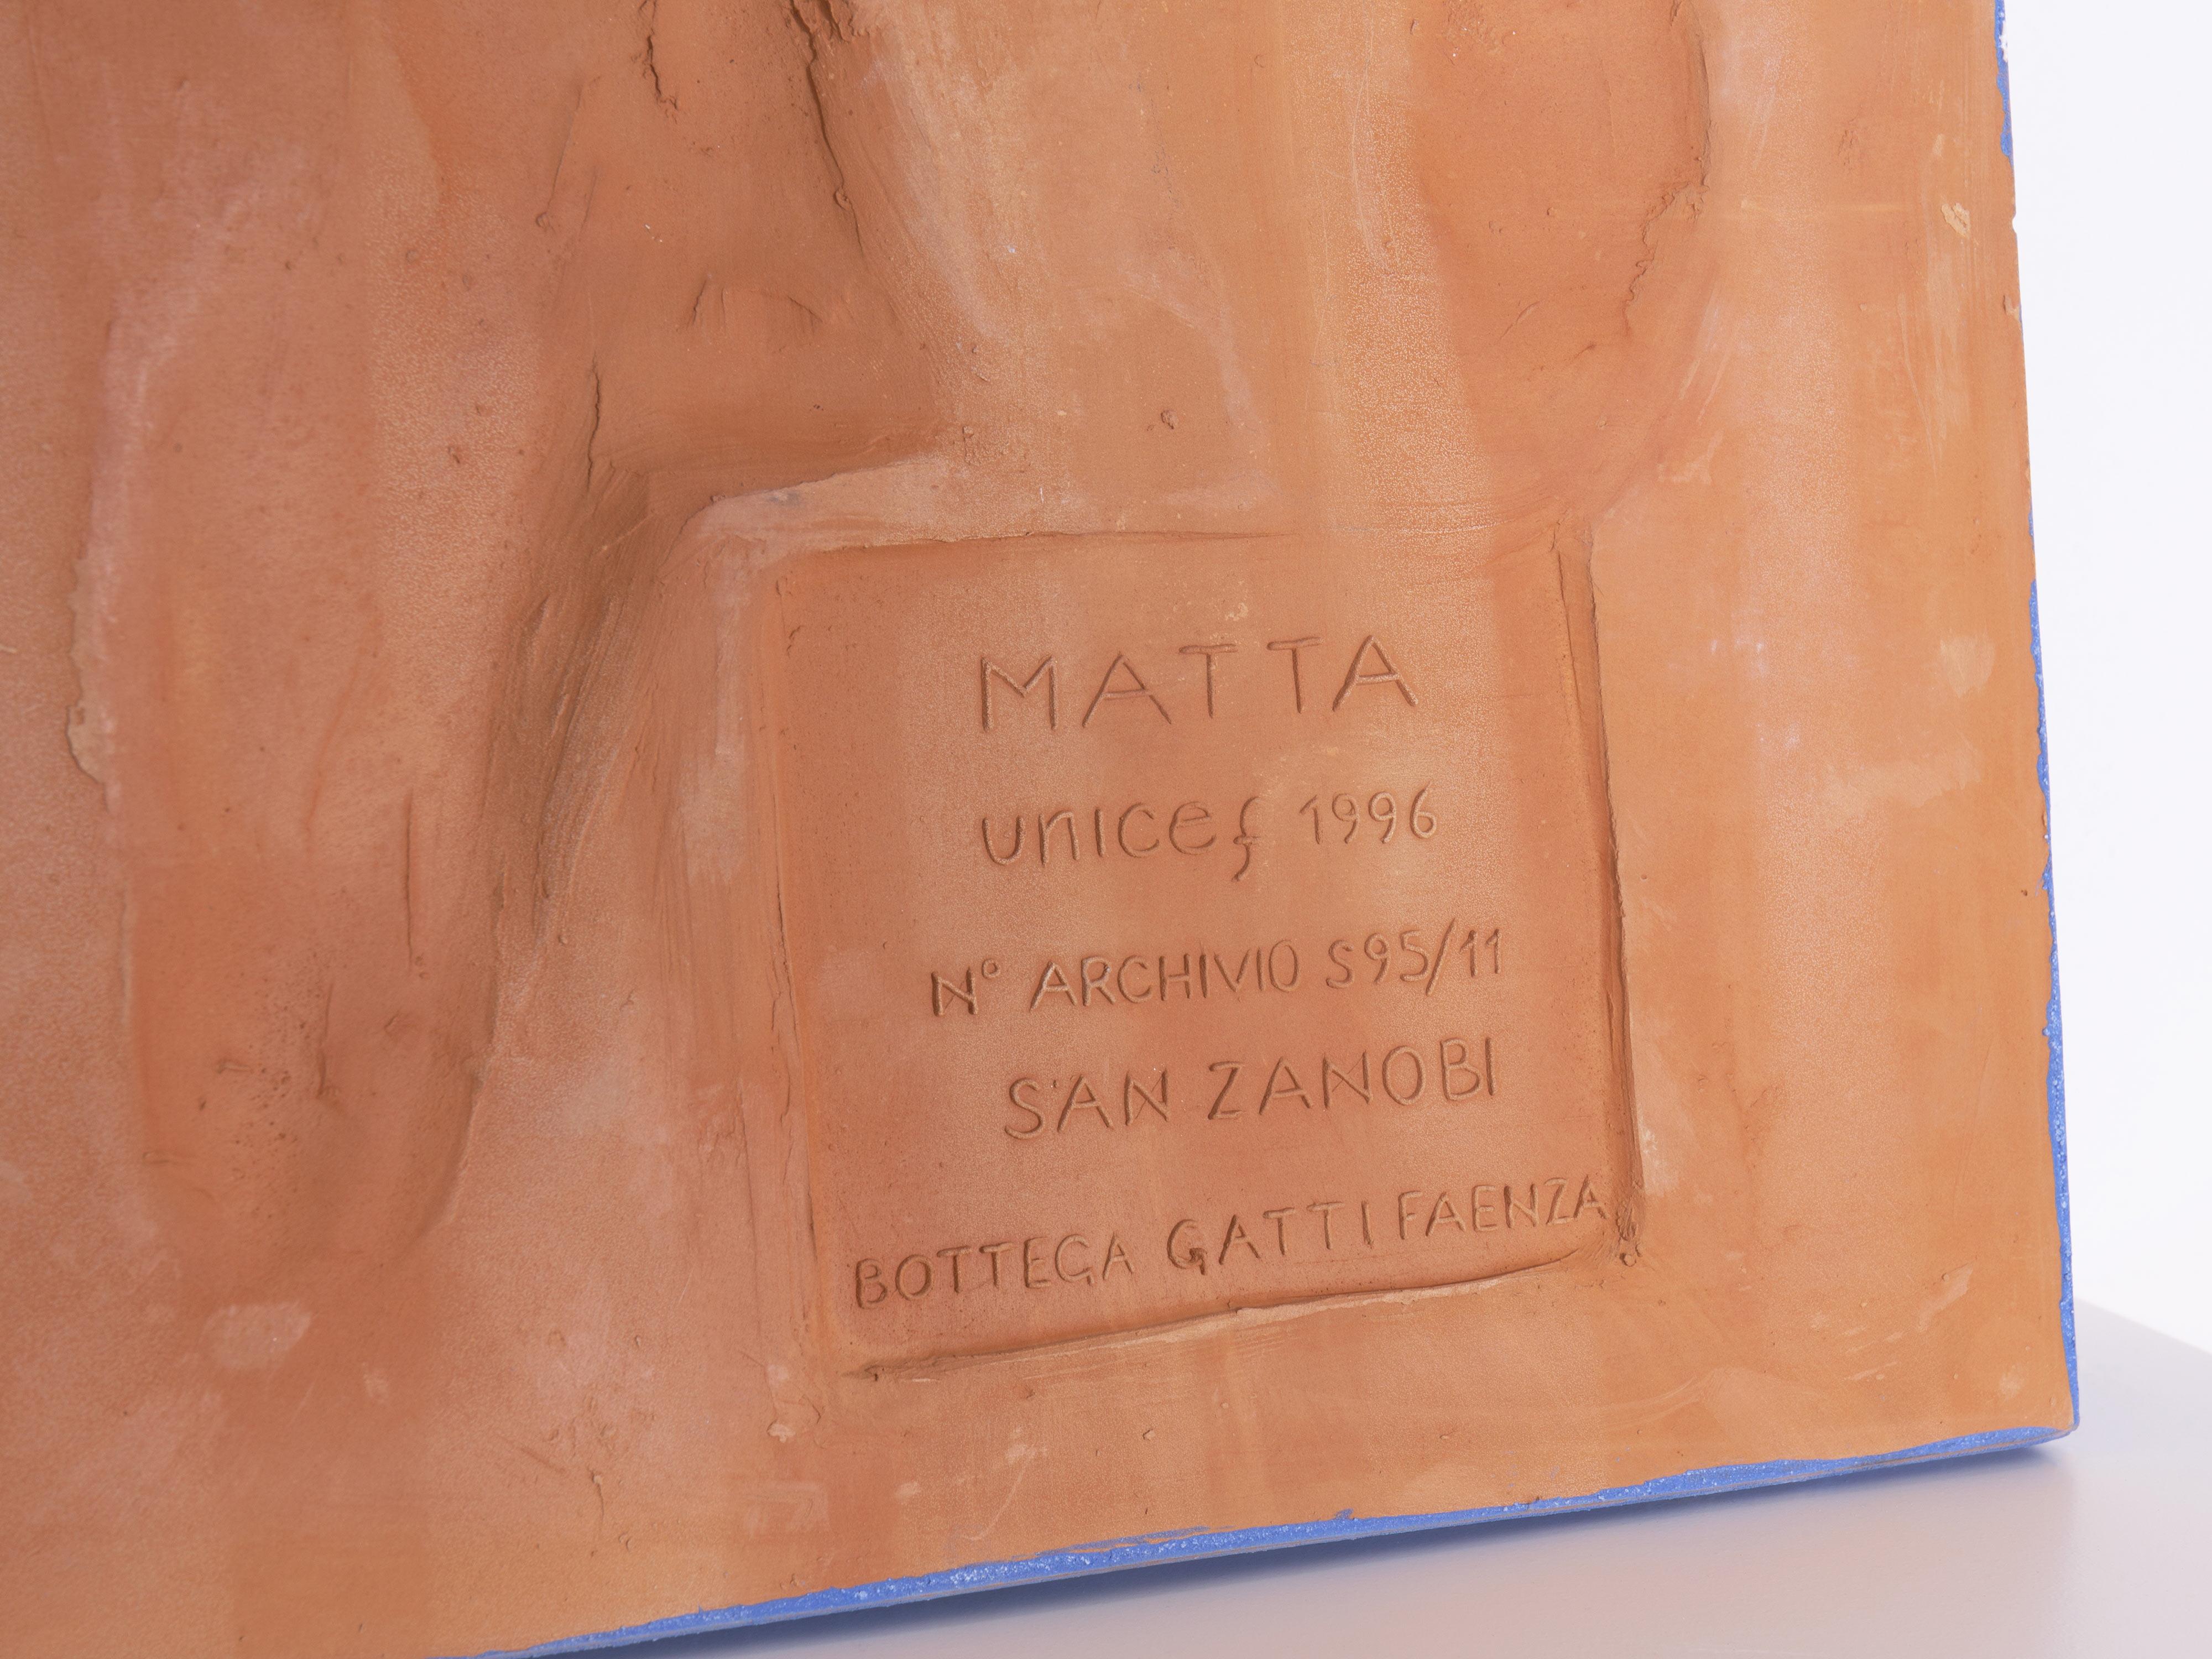 MATTA
unicef 1996
N° ARCHIVIO S95/11
SAN ZANOBI
BOTTEGA GATTI FAENZA